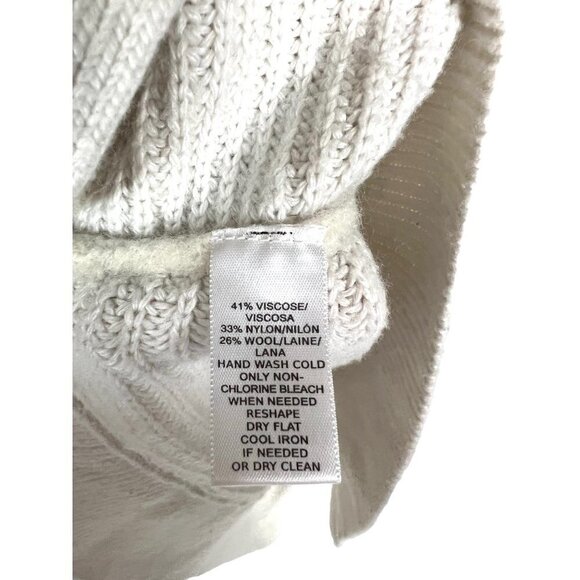 41% VISCOSE/
VISCOSA
33% NYLON/NILÓN
26% WOOL/LAINE/
LANA
HAND WASH COLD
ONLY NON-
CHLORINE BLEACH
WHEN NEEDED
RESHAPE
DRY FLAT
COOL IRON
IF NEEDED
OR DRY CLEAN